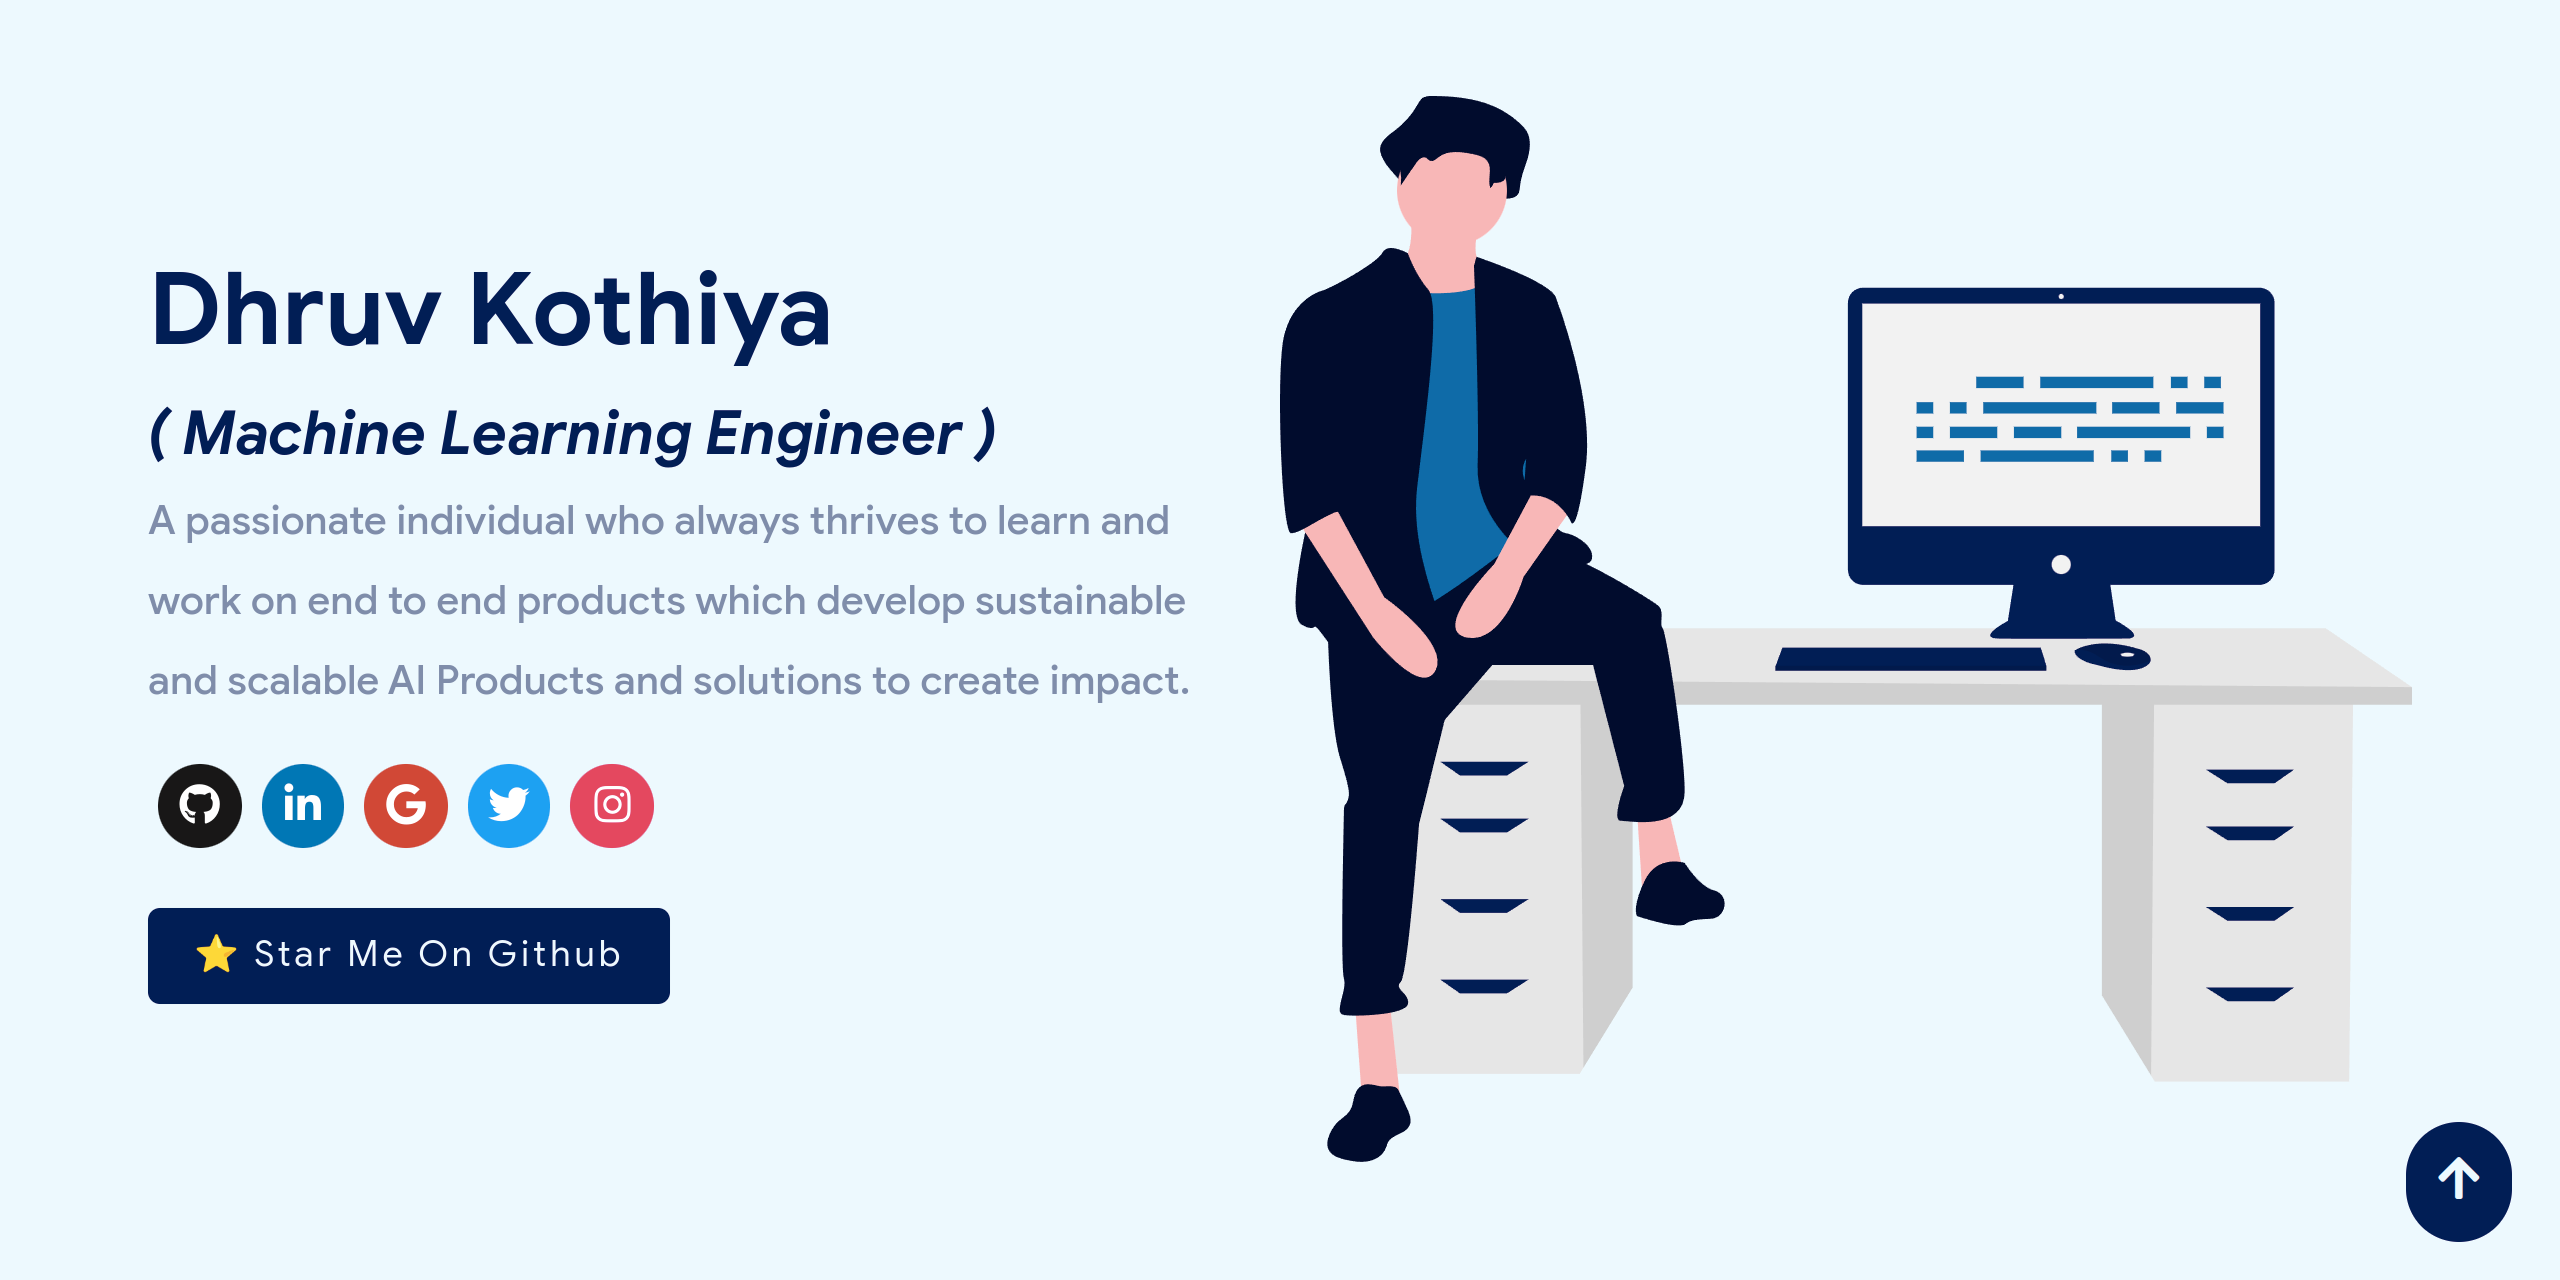 Dhruv Kothiya
( Machine Learning Engineer )
A passionate individual who always thrives to learn and
work on end to end products which develop sustainable
and scalable AI Products and solutions to create impact.
⭐ Star Me On Github